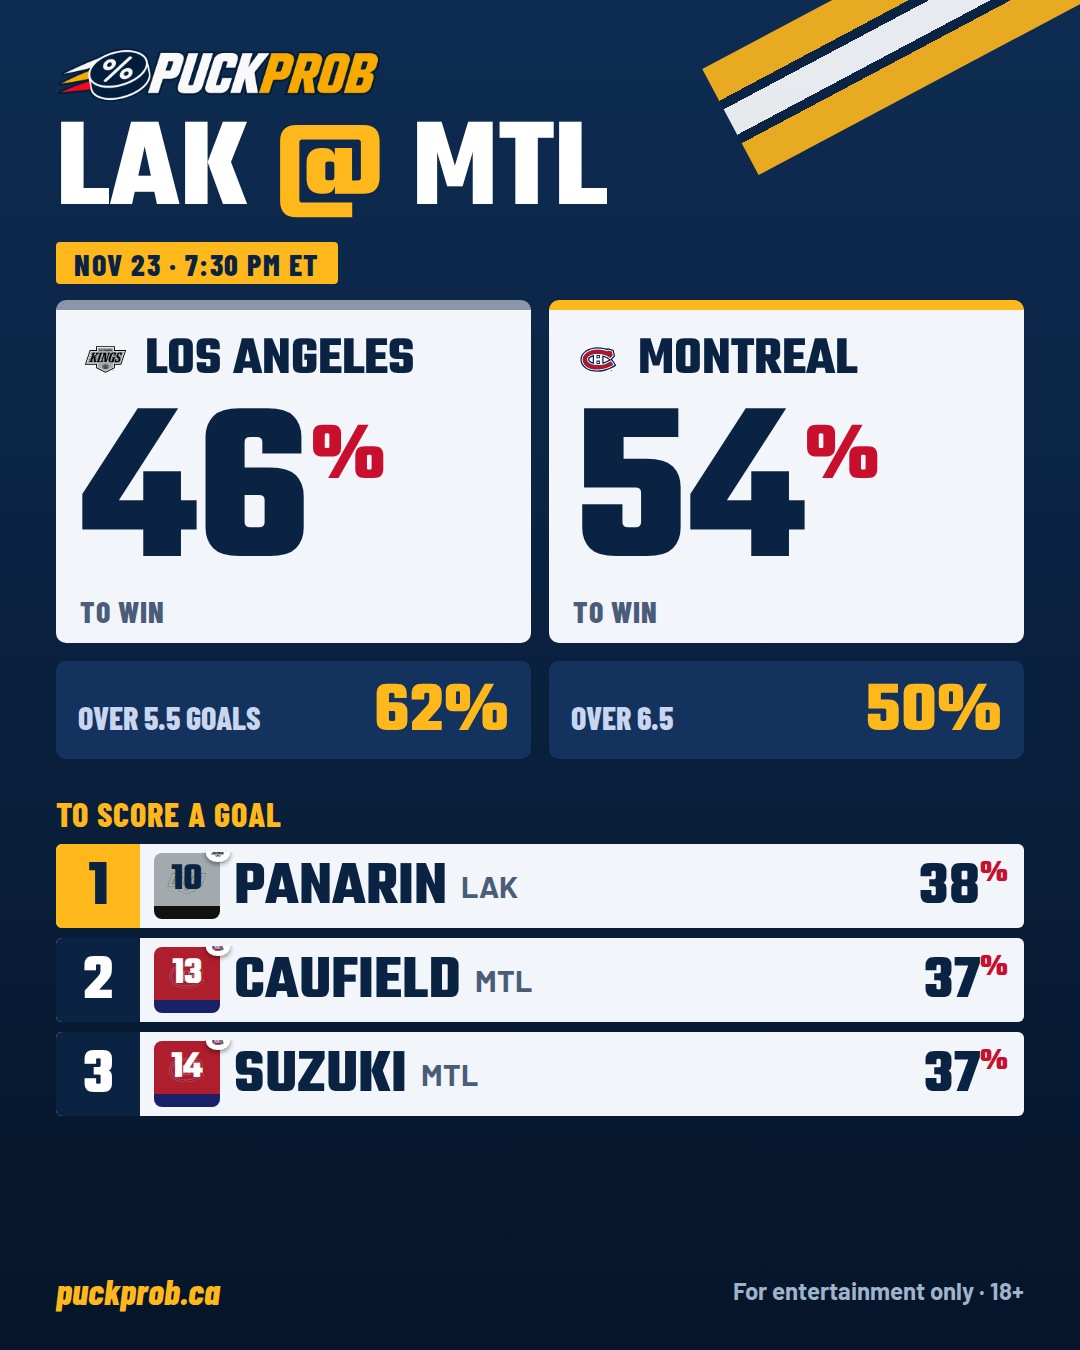 % PUCKPROB
LAK @ MTL
NOV 23 · 7:30 PM ET
KINGS LOS ANGELES
46%
TO WIN
MONTREAL
54%
TO WIN
OVER 5.5 GOALS 62%
OVER 6.5 50%
TO SCORE A GOAL
1 10 PANARIN LAK 38%
2 13 CAUFIELD MTL 37%
3 14 SUZUKI MTL 37%
puckprob.ca
For entertainment only · 18+